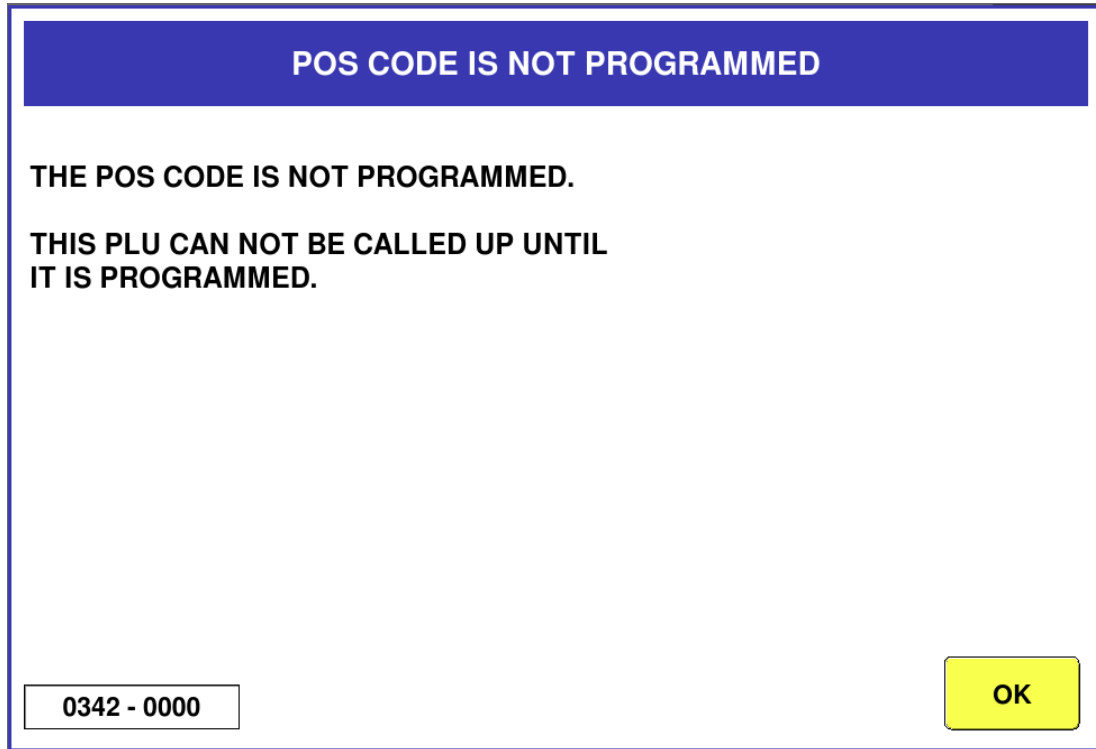 POS CODE IS NOT PROGRAMMED
THE POS CODE IS NOT PROGRAMMED.
THIS PLU CAN NOT BE CALLED UP UNTIL
IT IS PROGRAMMED.
0342 - 0000
OK